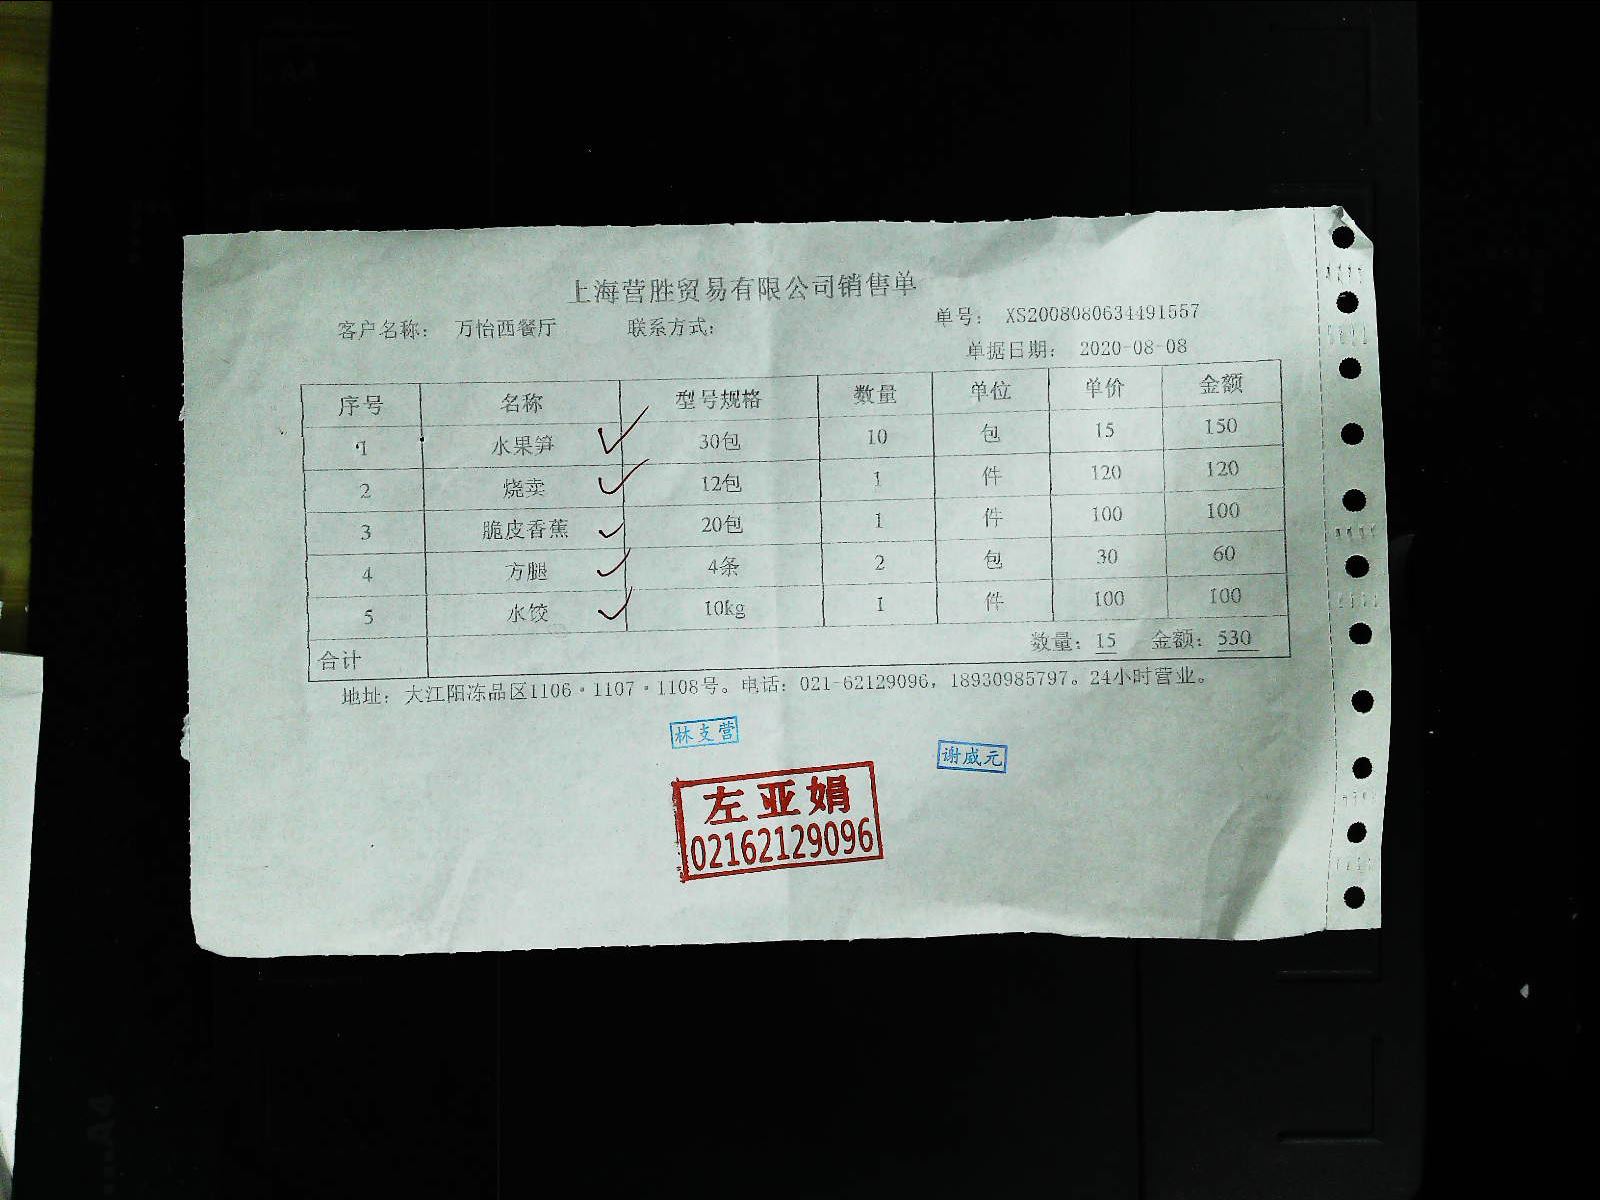 上海营胜贸易有限公司销售单
客户名称： 万怡西餐厅 联系方式： 单号： XS2008080634491557
单据日期： 2020-08-08
序号 名称 型号规格 数量 单位 单价 金额
1 水果笋 30包 10 包 15 150
2 烧卖 12包 1 件 120 120
3 脆皮香蕉 20包 1 件 100 100
4 方腿 4条 2 包 30 60
5 水饺 10kg 1 件 100 100
合计 数量：15 金额：530
地址： 大江阳冻品区1106·1107·1108号。电话：021-62129096，18930985797。24小时营业。
林支营
谢威元
左亚娟
02162129096
A4